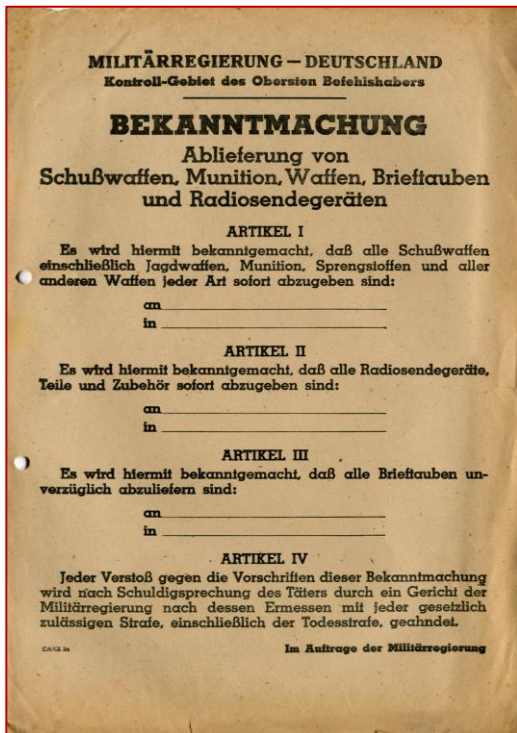 MILITÄRREGIERUNG — DEUTSCHLAND
Kontroll-Gebiet des Obersten Befehlshabers
BEKANNTMACHUNG
Ablieferung von
Schußwaffen, Munition, Waffen, Brieftauben
und Radiosendegeräten
ARTIKEL I
Es wird hiermit bekanntgemacht, daß alle Schußwaffen
einschließlich Jagdwaffen, Munition, Sprengstoffen und aller
anderen Waffen jeder Art sofort abzugeben sind:
an
in
ARTIKEL II
Es wird hiermit bekanntgemacht, daß alle Radiosendegeräte,
Teile und Zubehör sofort abzugeben sind:
an
in
ARTIKEL III
Es wird hiermit bekanntgemacht, daß alle Brieftauben un-
verzüglich abzuliefern sind:
an
in
ARTIKEL IV
Jeder Verstoß gegen die Vorschriften dieser Bekanntmachung
wird nach Schuldigsprechung des Täters durch ein Gericht der
Militärregierung nach dessen Ermessen mit jeder gesetzlich
zulässigen Strafe, einschließlich der Todesstrafe, geahndet.
Im Auftrage der Militärregierung